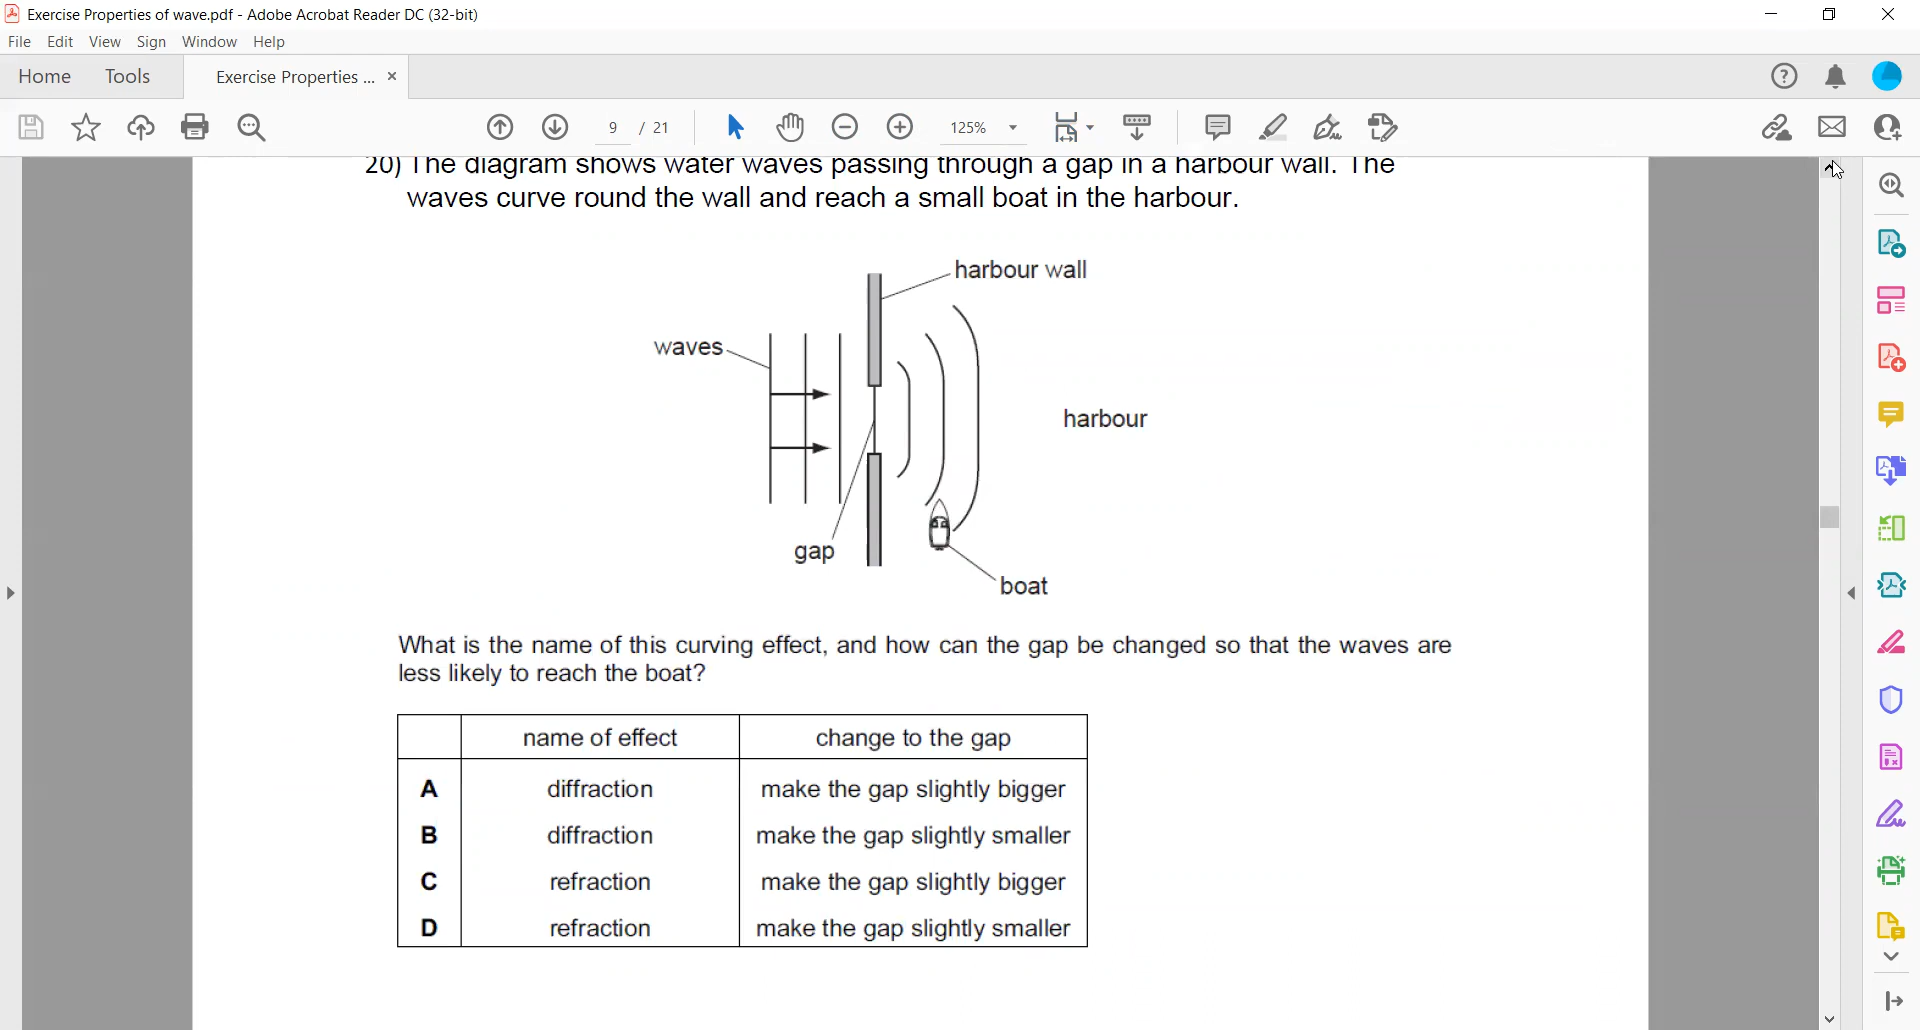 Exercise Properties of wave.pdf - Adobe Acrobat Reader DC (32-bit)
File Edit View Sign Window Help
Home Tools Exercise Properties ... ×
9 / 21 125%
20) The diagram shows water waves passing through a gap in a harbour wall. The
waves curve round the wall and reach a small boat in the harbour.
harbour wall
waves
harbour
gap
boat
What is the name of this curving effect, and how can the gap be changed so that the waves are
less likely to reach the boat?
name of effect change to the gap
A diffraction make the gap slightly bigger
B diffraction make the gap slightly smaller
C refraction make the gap slightly bigger
D refraction make the gap slightly smaller